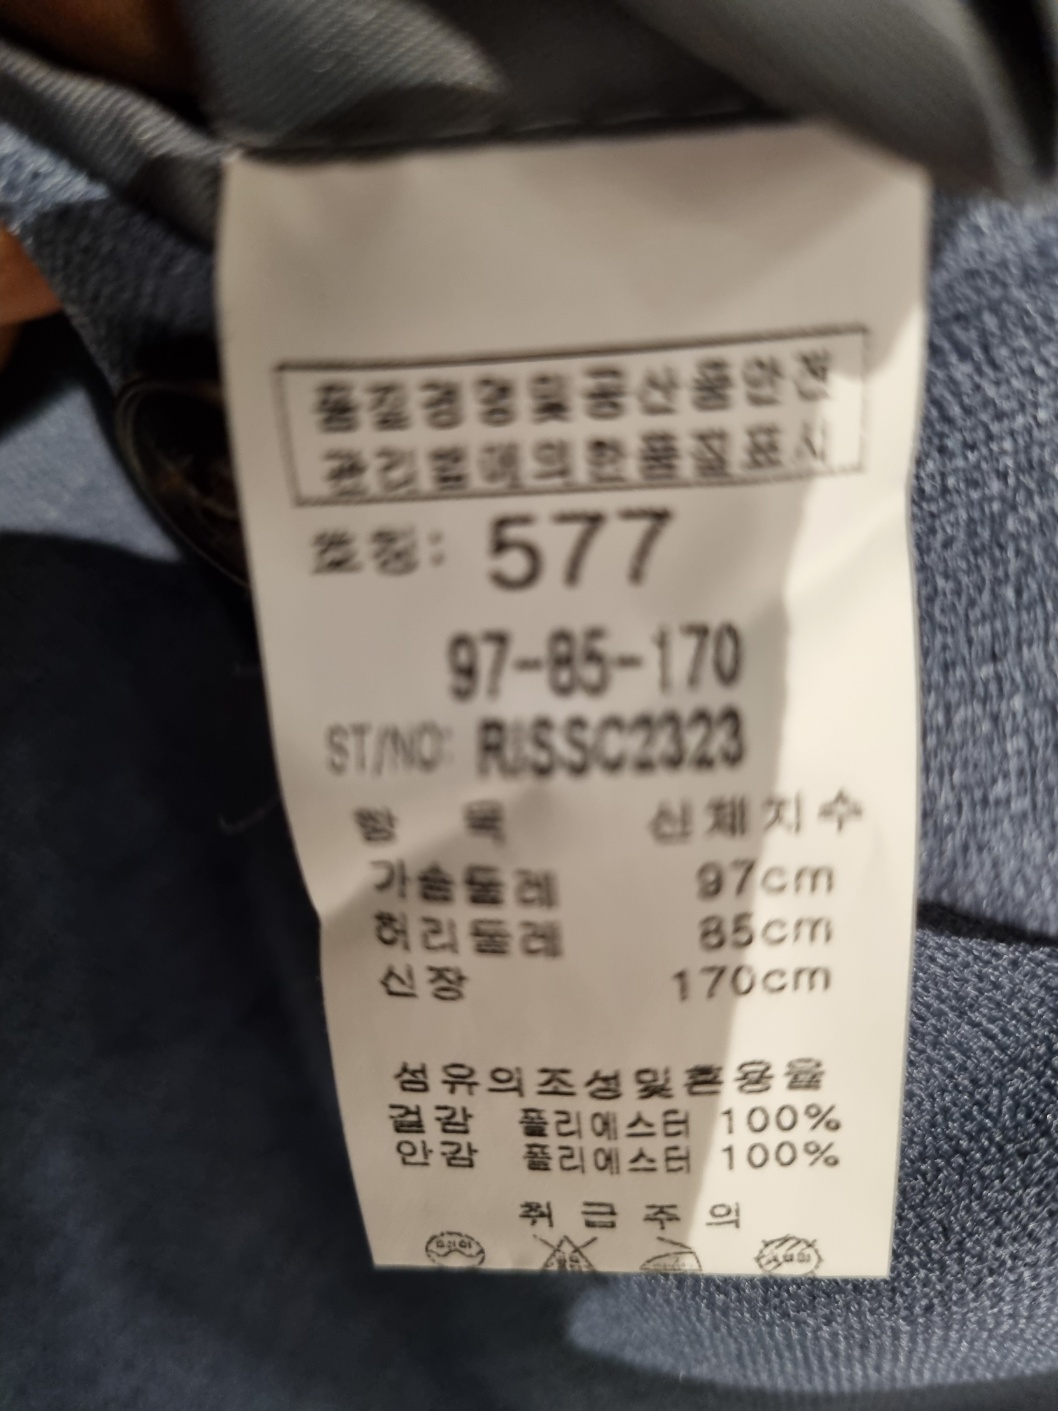 품질경영및공산품안전
관리법에의한품질표시
호칭: 577
97-85-170
ST/NO: RISSC2323
항 목 신체치수
가슴둘레 97cm
허리둘레 85cm
신장 170cm
섬유의조성및혼용율
겉감 폴리에스터 100%
안감 폴리에스터 100%
취급주의